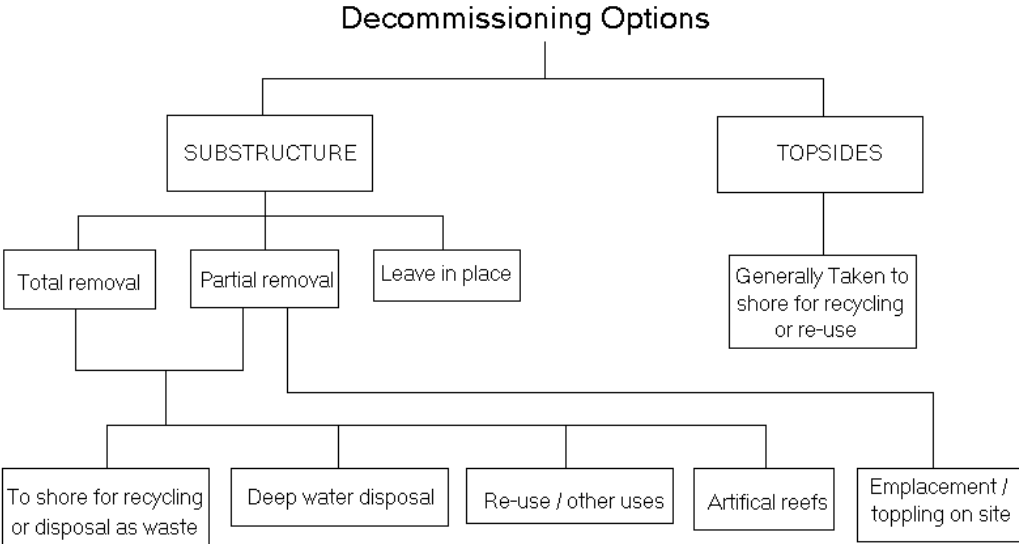 Decommissioning Options
SUBSTRUCTURE
TOPSIDES
Total removal
Partial removal
Leave in place
Generally Taken to
shore for recycling
or re-use
To shore for recycling
or disposal as waste
Deep water disposal
Re-use / other uses
Artifical reefs
Emplacement /
toppling on site